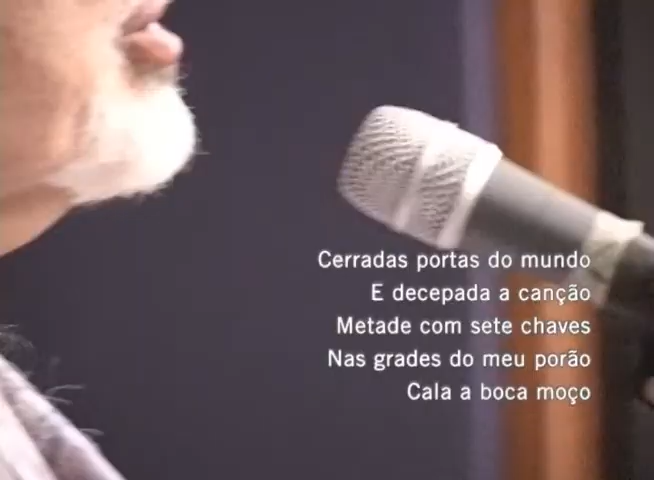 Cerradas portas do mundo
E decepada a canção
Metade com sete chaves
Nas grades do meu porão
Cala a boca moço